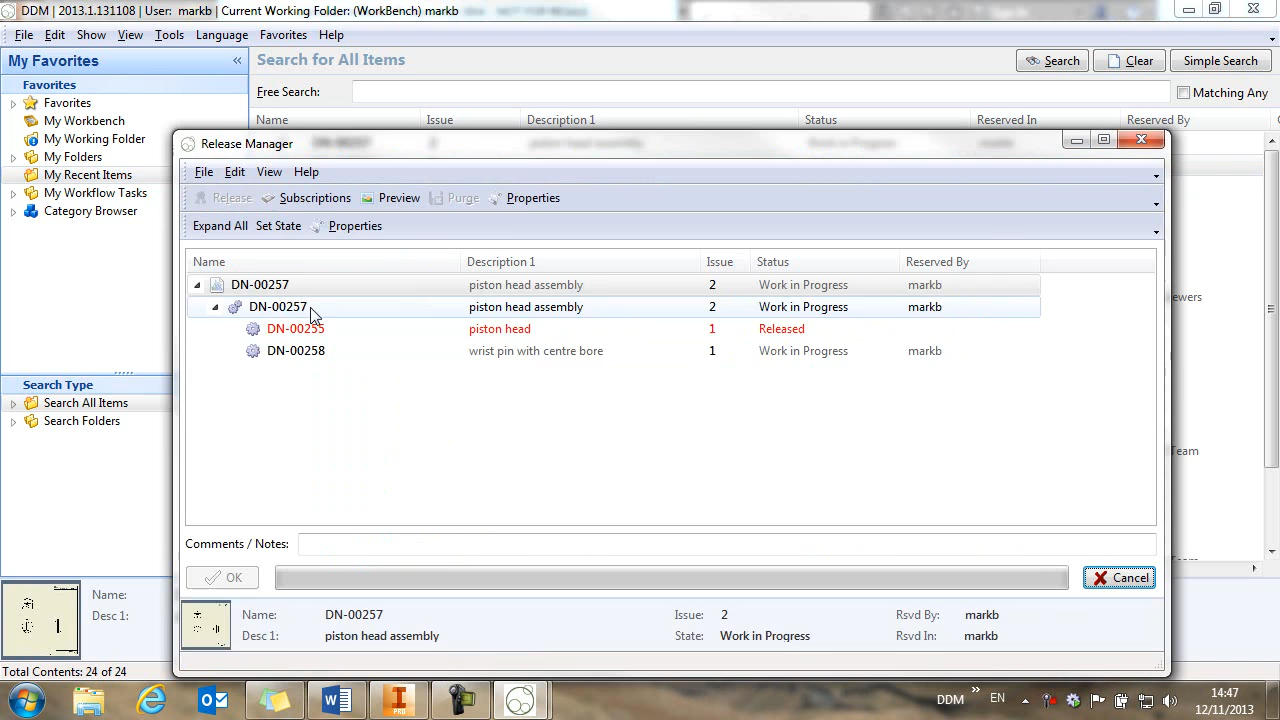 DDM | 2013.1.131108 | User: markb | Current Working Folder: (WorkBench) markb
File Edit Show View Tools Language Favorites Help
My Favorites «
Search for All Items
Search Clear Simple Search
Favorites
Free Search:
Matching Any
Favorites
My Workbench
My Working Folder
My Folders
My Recent Items
My Workflow Tasks
Category Browser
Name Issue Description 1 Status Reserved In Reserved By
Release Manager
File Edit View Help
Release Subscriptions Preview Purge Properties
Expand All Set State Properties
Name Description 1 Issue Status Reserved By
DN-00257 piston head assembly 2 Work in Progress markb
DN-00257 piston head assembly 2 Work in Progress markb
DN-00255 piston head 1 Released
DN-00258 wrist pin with centre bore 1 Work in Progress markb
Search Type
Search All Items
Search Folders
Team
Comments / Notes:
OK Cancel
Name: DN-00257 Issue: 2 Rsvd By: markb
Desc 1: piston head assembly State: Work in Progress Rsvd In: markb
Name:
Desc 1:
Total Contents: 24 of 24
DDM » EN 14:47
12/11/2013
PRO